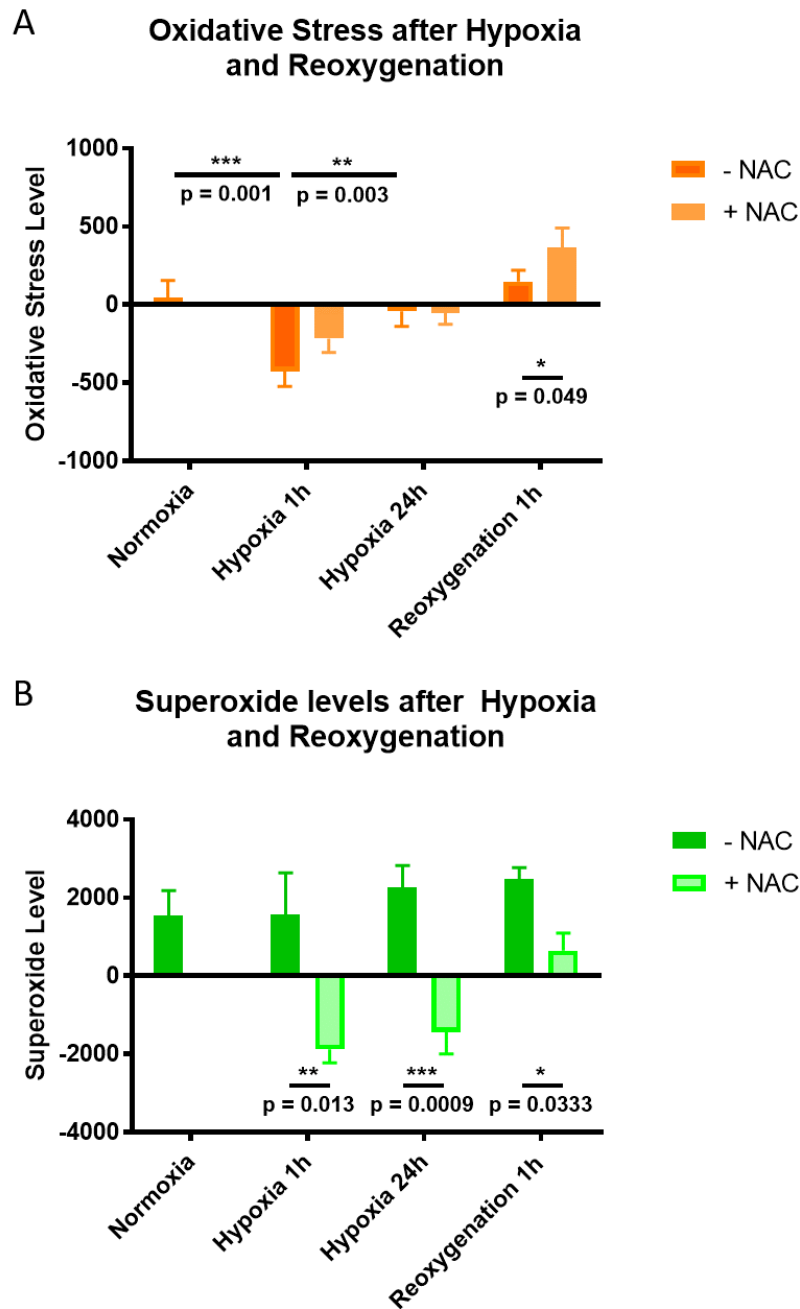 A
Oxidative Stress after Hypoxia
and Reoxygenation
Oxidative Stress Level
1000
500
0
-500
-1000
***
p = 0.001
**
p = 0.003
*
p = 0.049
- NAC
+ NAC
Normoxia
Hypoxia 1h
Hypoxia 24h
Reoxygenation 1h
B
Superoxide levels after  Hypoxia
and Reoxygenation
Superoxide Level
4000
2000
0
-2000
-4000
**
p = 0.013
***
p = 0.0009
*
p = 0.0333
- NAC
+ NAC
Normoxia
Hypoxia 1h
Hypoxia 24h
Reoxygenation 1h